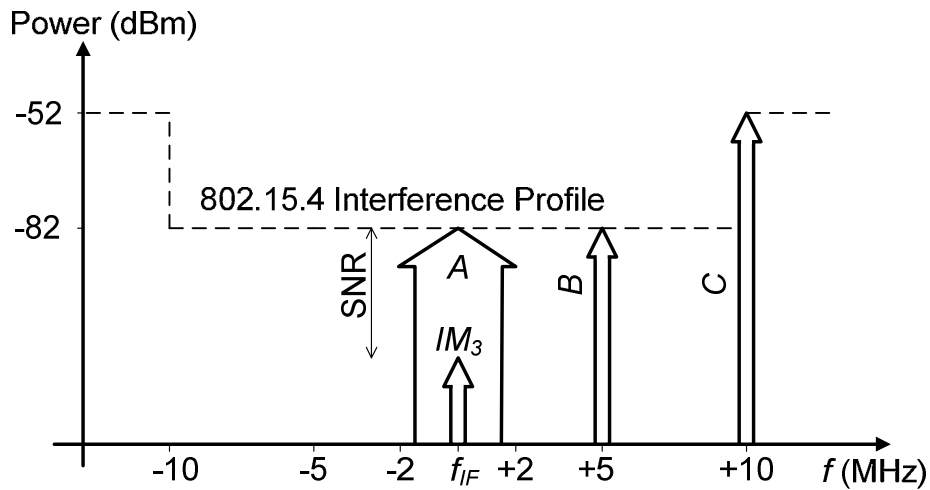 Power (dBm)
-52
802.15.4 Interference Profile
-82
SNR
A
B
C
IM3
-10
-5
-2
fIF
+2
+5
+10
f (MHz)